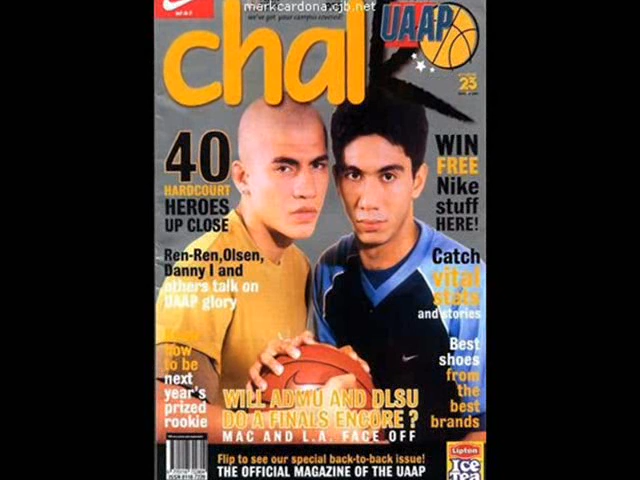 merkcardona.cjb.net
we've got your campus covered!
chalk
UAAP
23
40
HARDCOURT
HEROES
UP CLOSE
WIN
FREE
Nike
stuff
HERE!
Ren-Ren,Olsen,
Danny I and
others talk on
UAAP glory
Catch
vital
stats
and stories
how
to be
next
year's
prized
rookie
Best
shoes
from
the
best
brands
WILL ADMU AND DLSU
DO A FINALS ENCORE ?
MAC AND L.A. FACE OFF
Flip to see our special back-to-back issue!
THE OFFICIAL MAGAZINE OF THE UAAP
Lipton
Ice
Tea